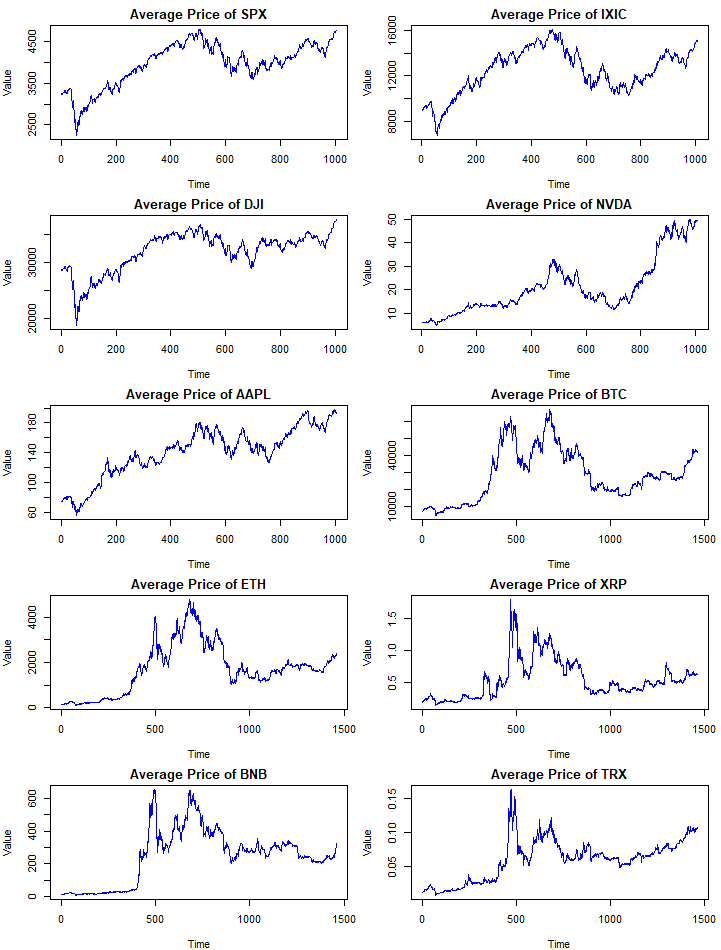 Average Price of SPX
Value
2500 3500 4500
0 200 400 600 800 1000
Time
Average Price of IXIC
Value
8000 12000 16000
0 200 400 600 800 1000
Time
Average Price of DJI
Value
20000 30000
0 200 400 600 800 1000
Time
Average Price of NVDA
Value
10 20 30 40 50
0 200 400 600 800 1000
Time
Average Price of AAPL
Value
60 80 100 140 180
0 200 400 600 800 1000
Time
Average Price of BTC
Value
10000 40000
0 500 1000 1500
Time
Average Price of ETH
Value
0 2000 4000
0 500 1000 1500
Time
Average Price of XRP
Value
0.5 1.0 1.5
0 500 1000 1500
Time
Average Price of BNB
Value
0 200 400 600
0 500 1000 1500
Time
Average Price of TRX
Value
0.05 0.10 0.15
0 500 1000 1500
Time